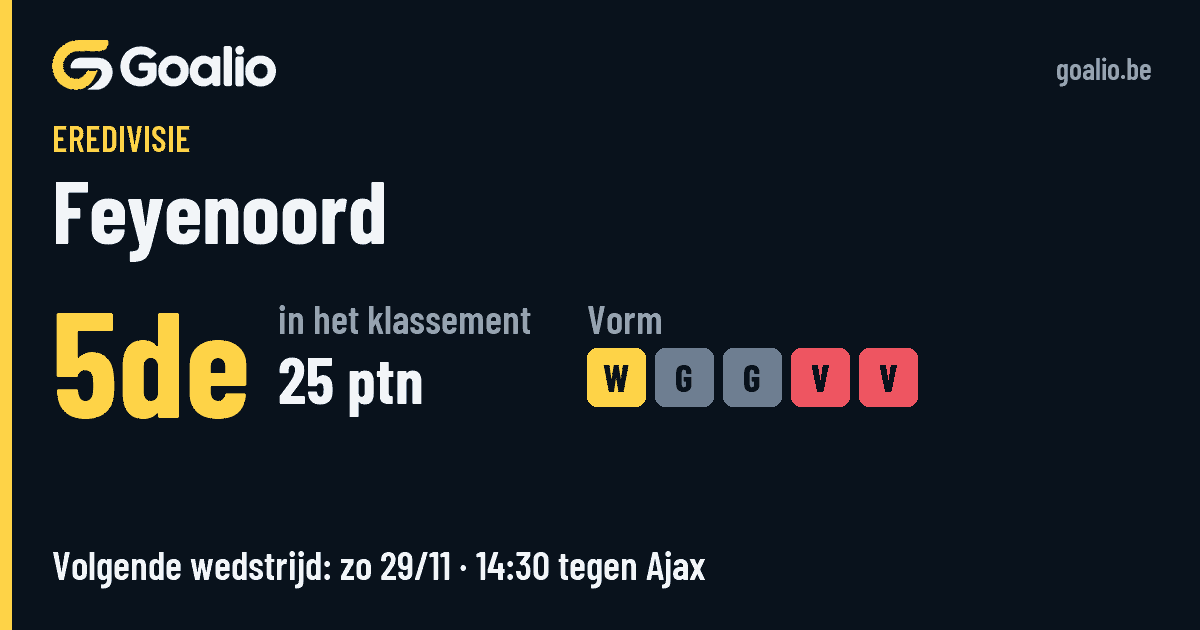 Goalio
goalio.be
EREDIVISIE
Feyenoord
5de
in het klassement
25 ptn
Vorm
W G G V V
Volgende wedstrijd: zo 29/11 · 14:30 tegen Ajax